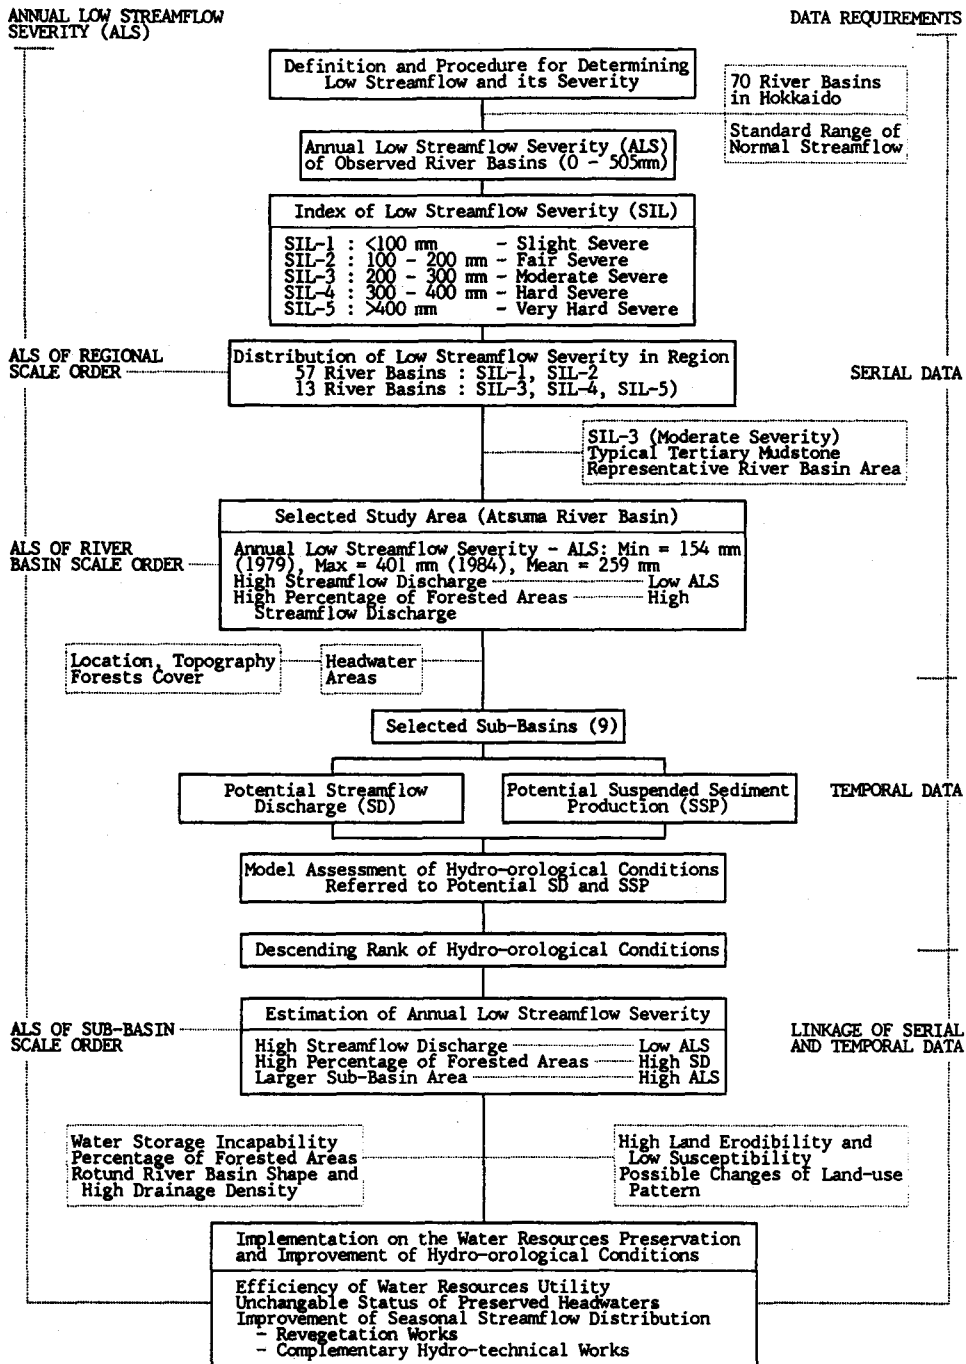 ANNUAL LOW STREAMFLOW
SEVERITY (ALS)
DATA REQUIREMENTS
Definition and Procedure for Determining
Low Streamflow and its Severity
70 River Basins
in Hokkaido
Standard Range of
Normal Streamflow
Annual Low Streamflow Severity (ALS)
of Observed River Basins (0 - 505mm)
Index of Low Streamflow Severity (SIL)
SIL-1 : <100 mm - Slight Severe
SIL-2 : 100 - 200 mm - Fair Severe
SIL-3 : 200 - 300 mm - Moderate Severe
SIL-4 : 300 - 400 mm - Hard Severe
SIL-5 : >400 mm - Very Hard Severe
ALS OF REGIONAL
SCALE ORDER
Distribution of Low Streamflow Severity in Region
57 River Basins : SIL-1, SIL-2
13 River Basins : SIL-3, SIL-4, SIL-5)
SERIAL DATA
SIL-3 (Moderate Severity)
Typical Tertiary Mudstone
Representative River Basin Area
Selected Study Area (Atsuma River Basin)
ALS OF RIVER
BASIN SCALE ORDER
Annual Low Streamflow Severity - ALS: Min = 154 mm
(1979), Max = 401 mm (1984), Mean = 259 mm
High Streamflow Discharge Low ALS
High Percentage of Forested Areas High
Streamflow Discharge
Location, Topography
Forests Cover
Headwater
Areas
Selected Sub-Basins (9)
Potential Streamflow
Discharge (SD)
Potential Suspended Sediment
Production (SSP)
TEMPORAL DATA
Model Assessment of Hydro-orological Conditions
Referred to Potential SD and SSP
Descending Rank of Hydro-orological Conditions
Estimation of Annual Low Streamflow Severity
ALS OF SUB-BASIN
SCALE ORDER
High Streamflow Discharge Low ALS
High Percentage of Forested Areas High SD
Larger Sub-Basin Area High ALS
LINKAGE OF SERIAL
AND TEMPORAL DATA
Water Storage Incapability
Percentage of Forested Areas
Rotund River Basin Shape and
High Drainage Density
High Land Erodibility and
Low Susceptibility
Possible Changes of Land-use
Pattern
Implementation on the Water Resources Preservation
and Improvement of Hydro-orological Conditions
Efficiency of Water Resources Utility
Unchangable Status of Preserved Headwaters
Improvement of Seasonal Streamflow Distribution
- Revegetation Works
- Complementary Hydro-technical Works